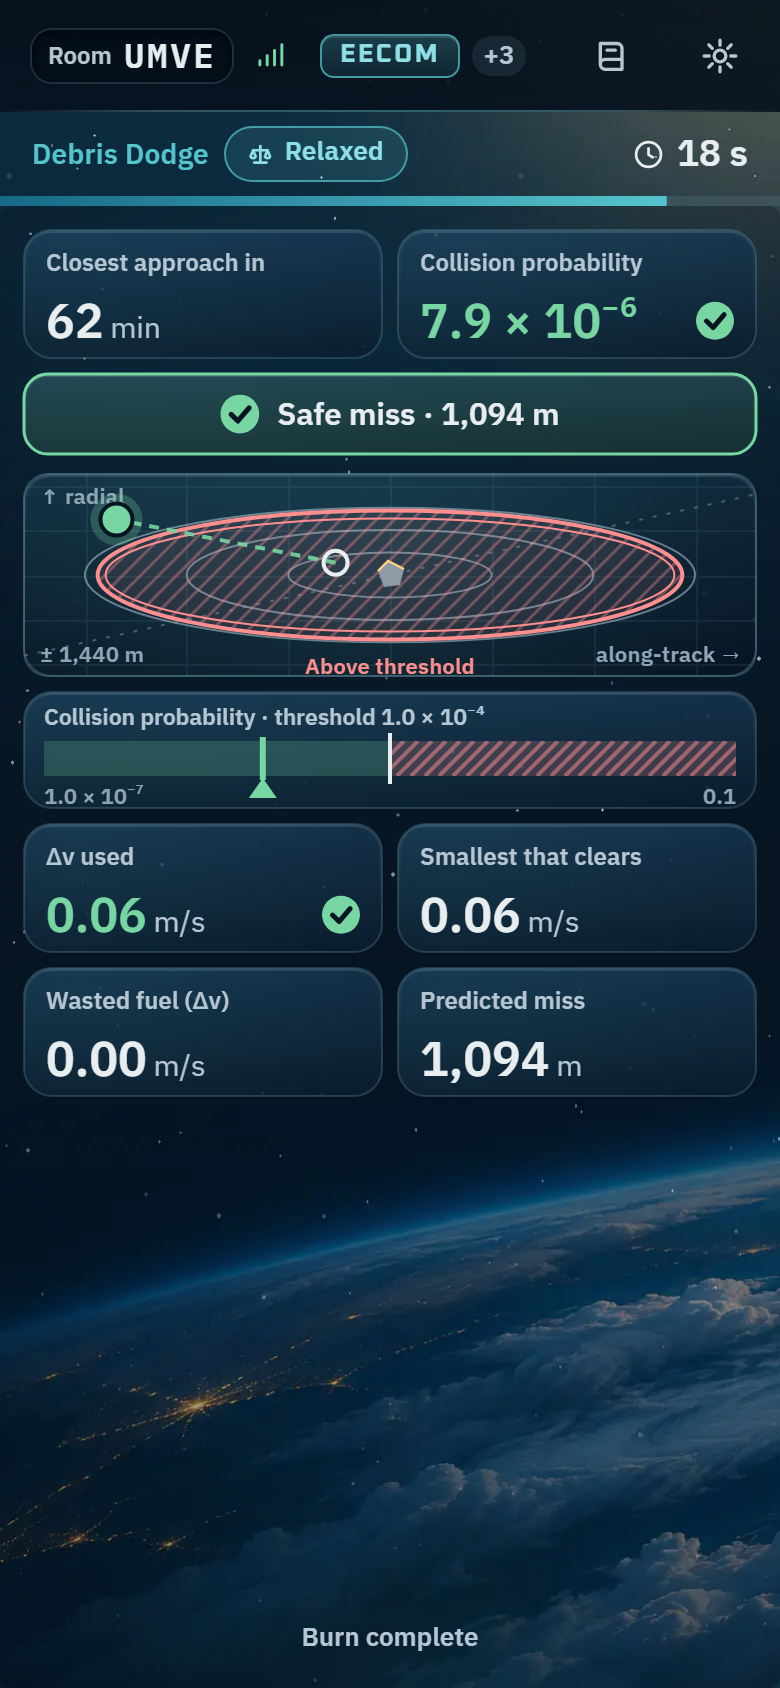 Room UMVE EECOM +3
Debris Dodge Relaxed 18 s
Closest approach in
62 min
Collision probability
7.9 × 10⁻⁶
Safe miss · 1,094 m
↑ radial
± 1,440 m
Above threshold
along-track →
Collision probability · threshold 1.0 × 10⁻⁴
1.0 × 10⁻⁷
0.1
Δv used
0.06 m/s
Smallest that clears
0.06 m/s
Wasted fuel (Δv)
0.00 m/s
Predicted miss
1,094 m
Burn complete